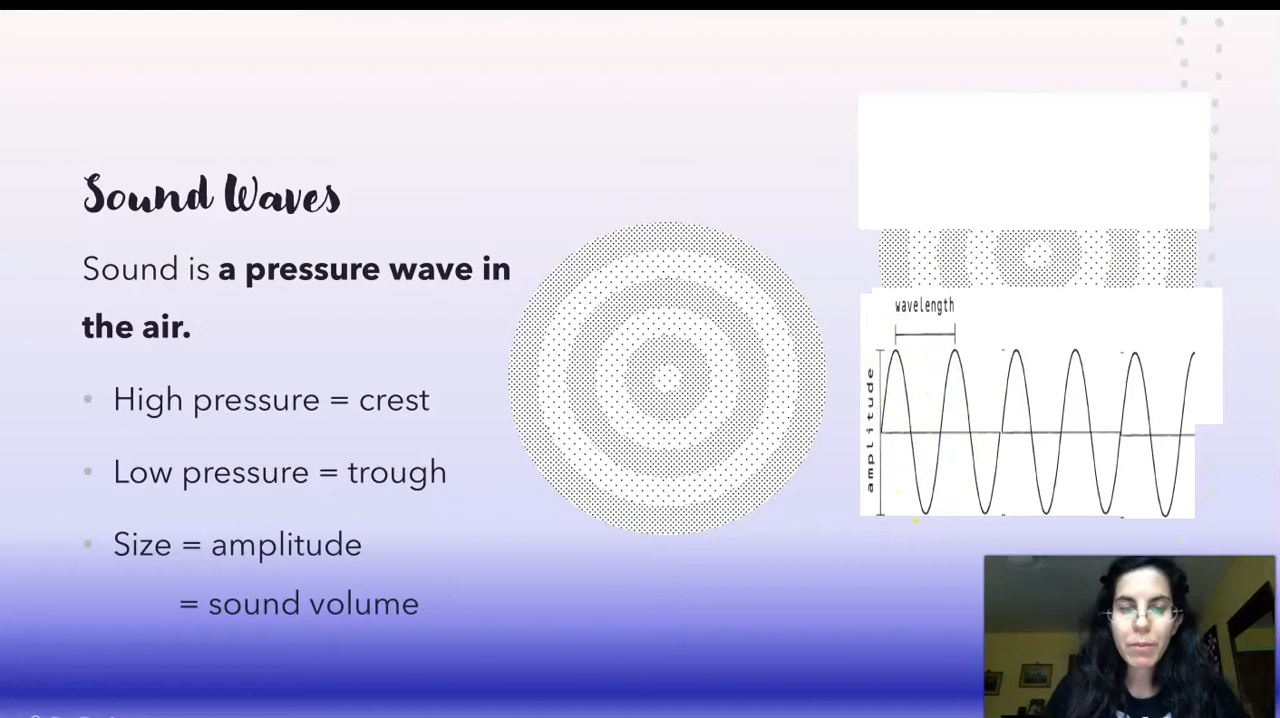 Sound Waves
Sound is a pressure wave in
the air.
• High pressure = crest
• Low pressure = trough
• Size = amplitude
= sound volume
wavelength
amplitude